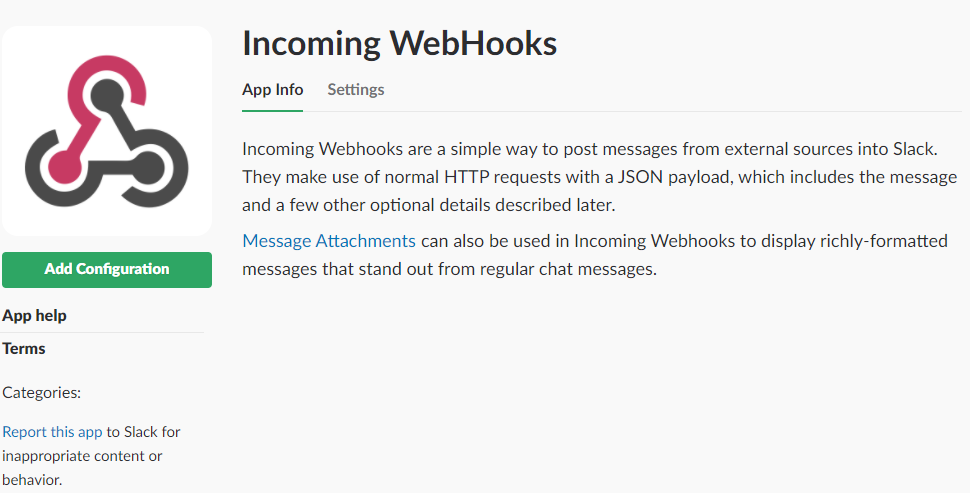 Incoming WebHooks
App Info
Settings
Incoming Webhooks are a simple way to post messages from external sources into Slack.
They make use of normal HTTP requests with a JSON payload, which includes the message
and a few other optional details described later.
Message Attachments can also be used in Incoming Webhooks to display richly-formatted
messages that stand out from regular chat messages.
Add Configuration
App help
Terms
Categories:
Report this app to Slack for
inappropriate content or
behavior.